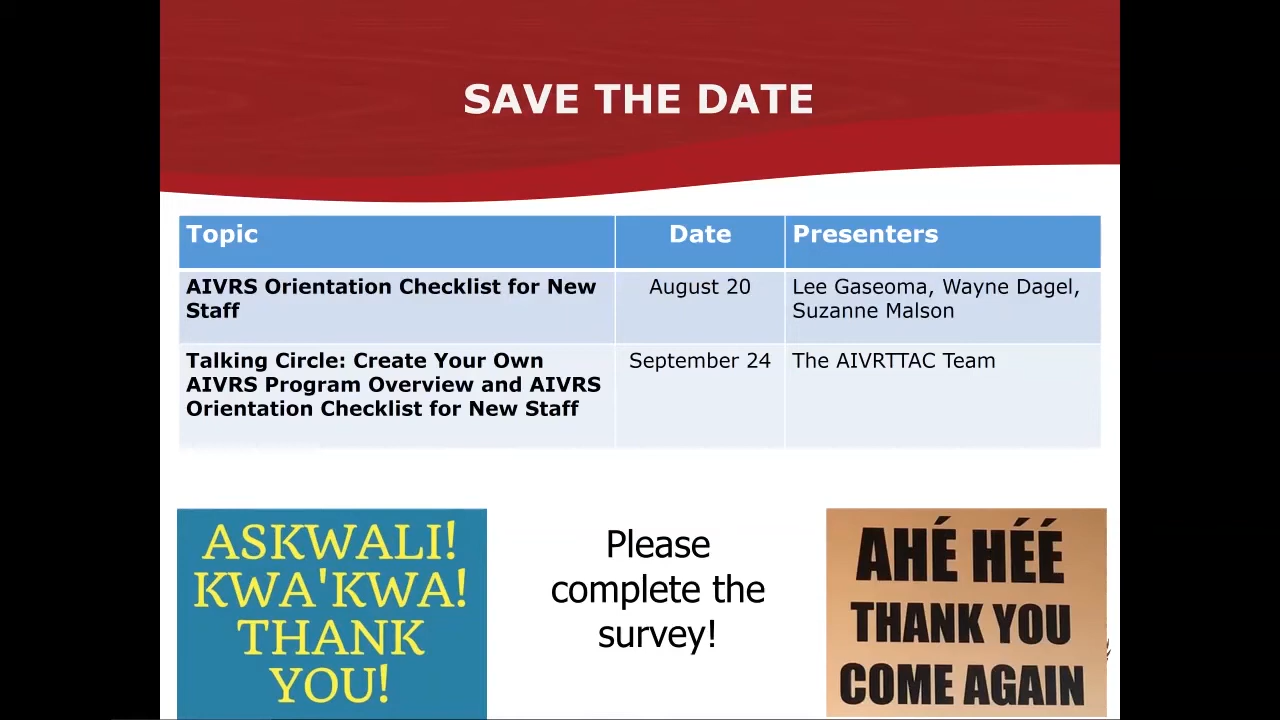 SAVE THE DATE
Topic
Date
Presenters
AIVRS Orientation Checklist for New
Staff
August 20
Lee Gaseoma, Wayne Dagel,
Suzanne Malson
Talking Circle: Create Your Own
AIVRS Program Overview and AIVRS
Orientation Checklist for New Staff
September 24
The AIVRTTAC Team
ASKWALI!
KWA'KWA!
THANK
YOU!
Please
complete the
survey!
AHÉ HÉÉ
THANK YOU
COME AGAIN